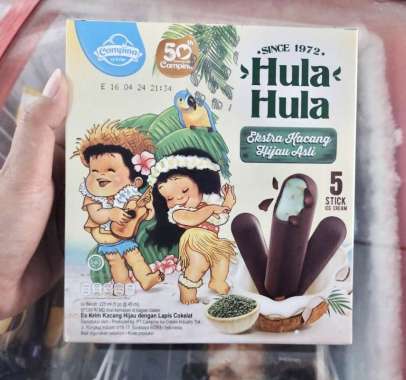 Campina
50th
Campina
E 16 04 24 21:34
SINCE 1972
Hula
Hula
Ekstra Kacang
Hijau Asli
5
STICK
ICE CREAM
Es Krim Kacang Hijau dengan Lapis Cokelat